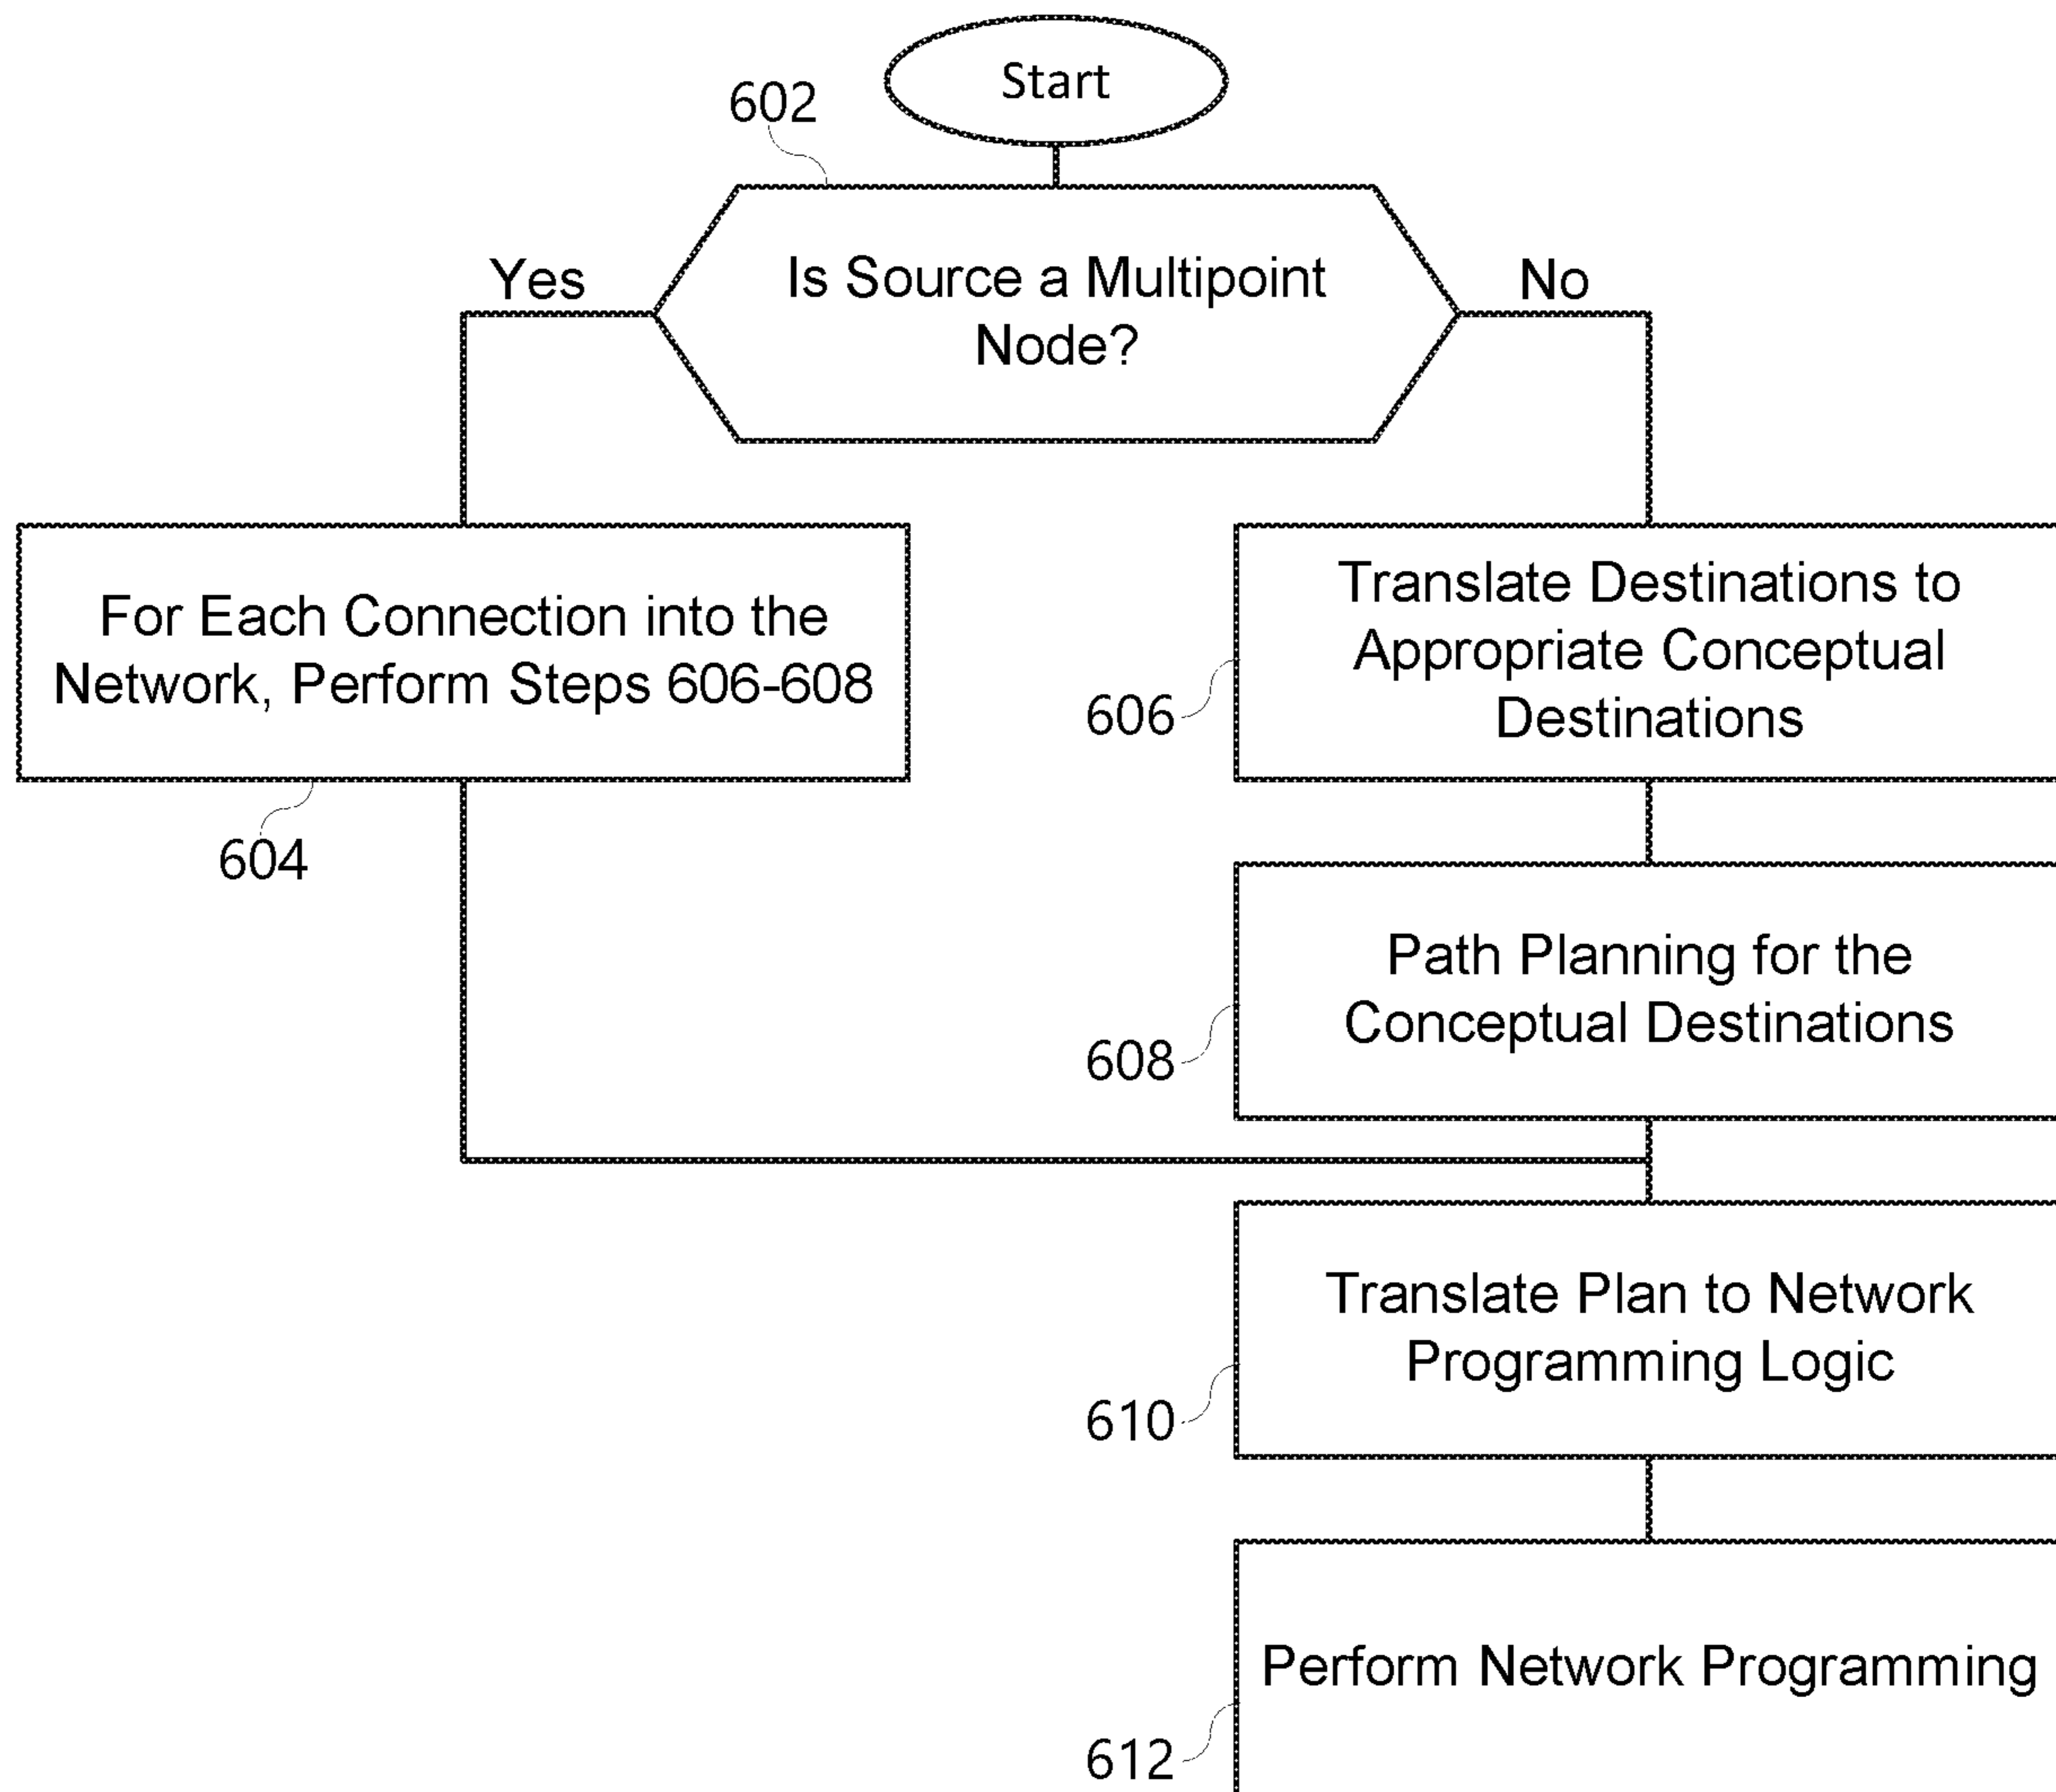 Start
602
Is Source a Multipoint
Node?
Yes
No
For Each Connection into the
Network, Perform Steps 606-608
604
Translate Destinations to
Appropriate Conceptual
Destinations
606
Path Planning for the
Conceptual Destinations
608
Translate Plan to Network
Programming Logic
610
Perform Network Programming
612